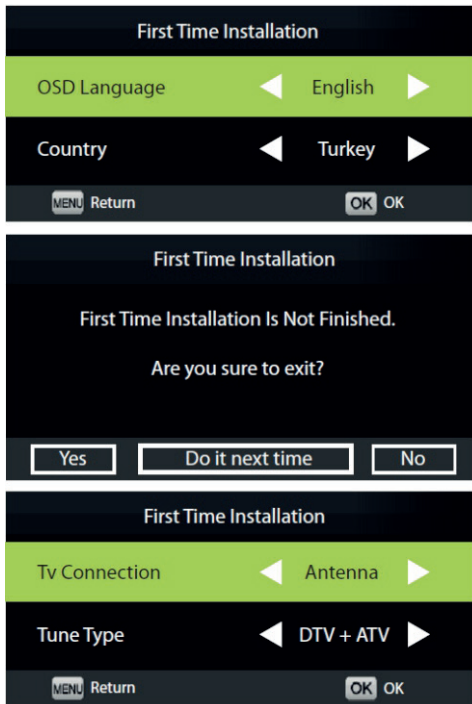 First Time Installation
OSD Language English
Country Turkey
MENU Return OK OK
First Time Installation
First Time Installation Is Not Finished.
Are you sure to exit?
Yes Do it next time No
First Time Installation
Tv Connection Antenna
Tune Type DTV + ATV
MENU Return OK OK